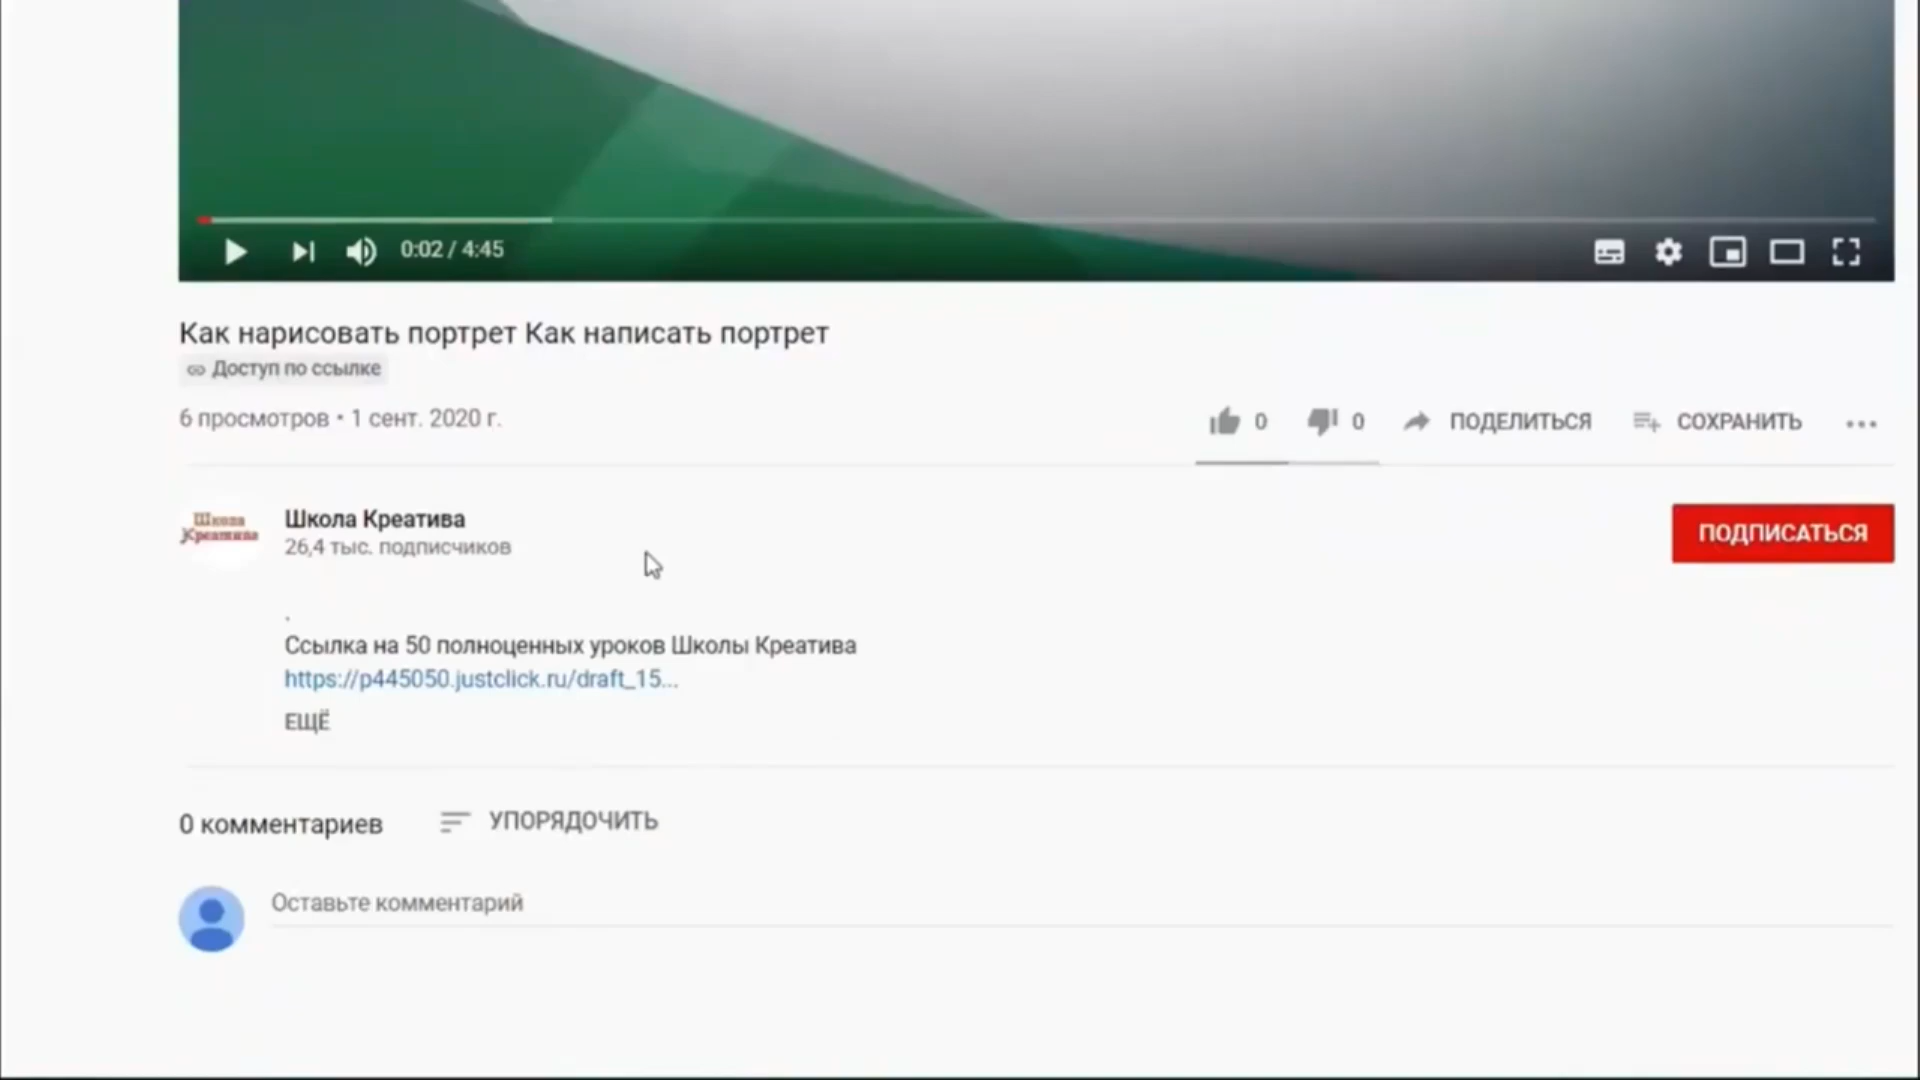 0:02 / 4:45
Как нарисовать портрет Как написать портрет
Доступ по ссылке
6 просмотров • 1 сент. 2020 г.
0
0
ПОДЕЛИТЬСЯ
СОХРАНИТЬ
Школа
Креатива
Школа Креатива
26,4 тыс. подписчиков
ПОДПИСАТЬСЯ
.
Ссылка на 50 полноценных уроков Школы Креатива
https://p445050.justclick.ru/draft_15...
ЕЩЁ
0 комментариев
УПОРЯДОЧИТЬ
Оставьте комментарий